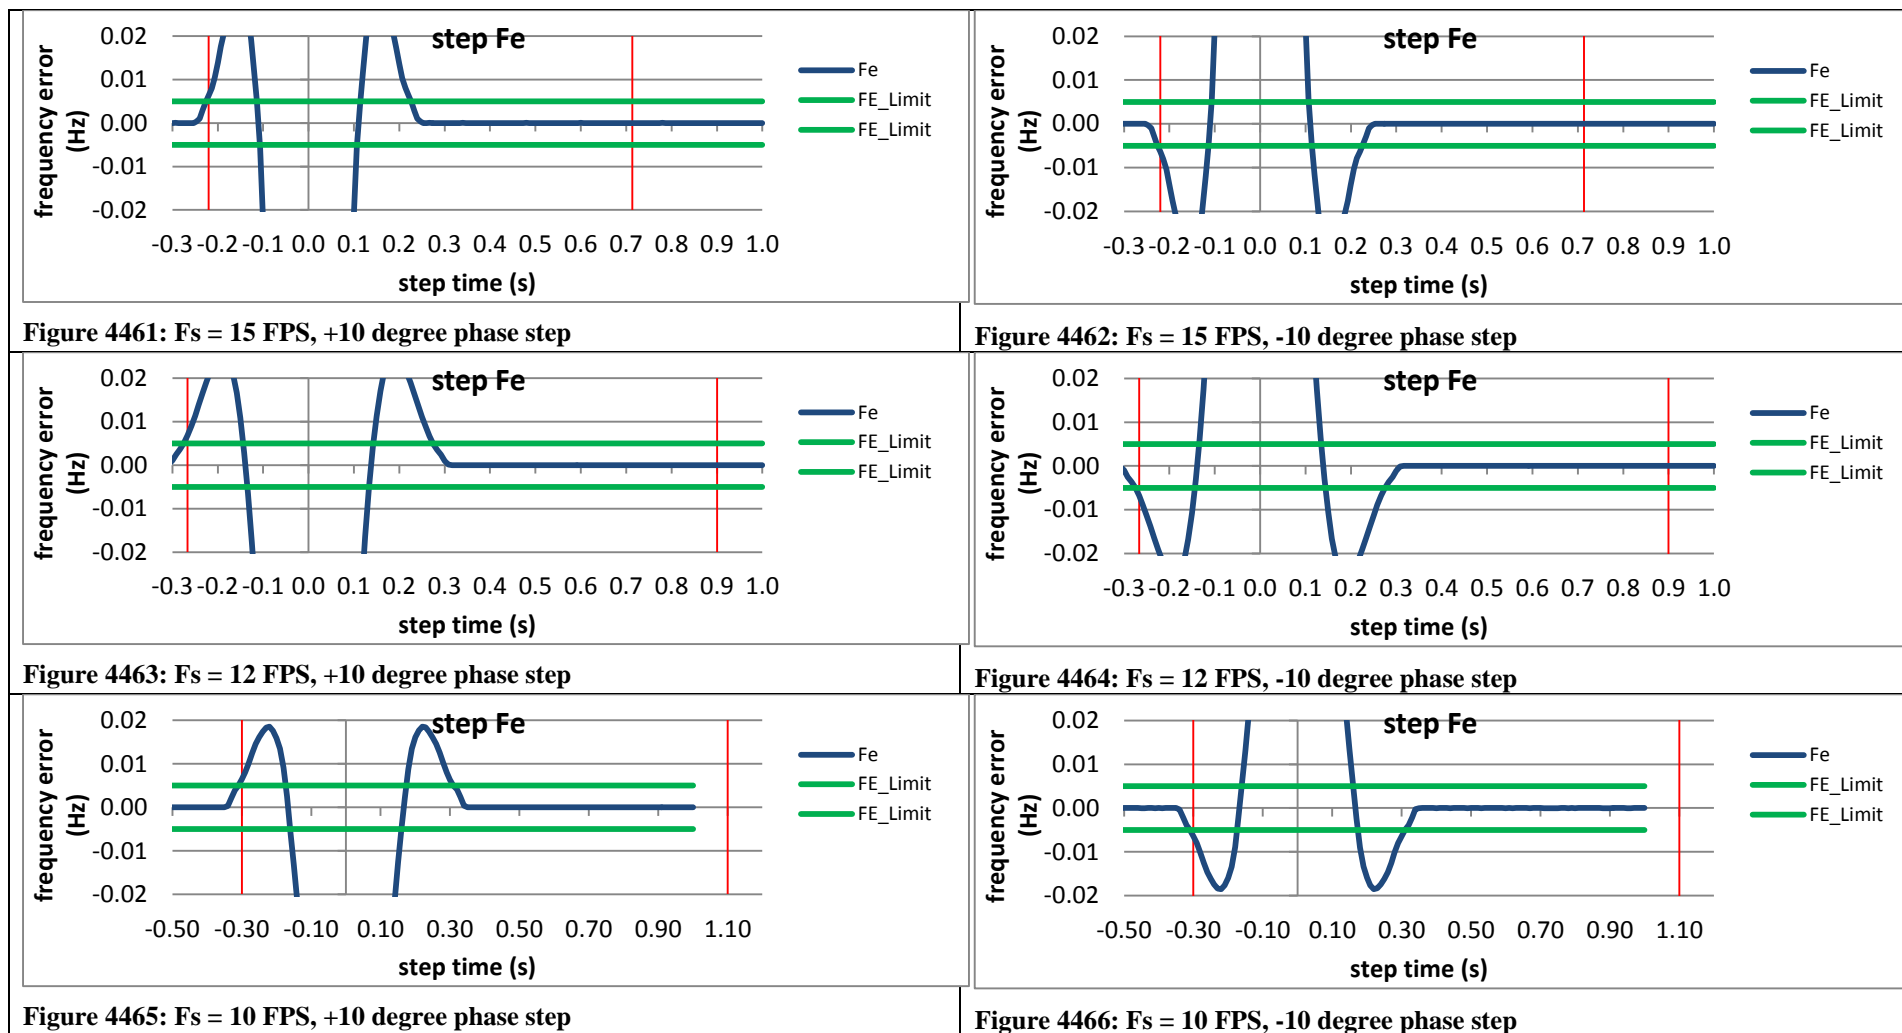 step Fe
frequency error
(Hz)
0.02
0.01
0.00
-0.01
-0.02
-0.3 -0.2 -0.1 0.0 0.1 0.2 0.3 0.4 0.5 0.6 0.7 0.8 0.9 1.0
step time (s)
Fe
FE_Limit
FE_Limit
Figure 4461: Fs = 15 FPS, +10 degree phase step
step Fe
frequency error
(Hz)
0.02
0.01
0.00
-0.01
-0.02
-0.3 -0.2 -0.1 0.0 0.1 0.2 0.3 0.4 0.5 0.6 0.7 0.8 0.9 1.0
step time (s)
Fe
FE_Limit
FE_Limit
Figure 4462: Fs = 15 FPS, -10 degree phase step
step Fe
frequency error
(Hz)
0.02
0.01
0.00
-0.01
-0.02
-0.3 -0.2 -0.1 0.0 0.1 0.2 0.3 0.4 0.5 0.6 0.7 0.8 0.9 1.0
step time (s)
Fe
FE_Limit
FE_Limit
Figure 4463: Fs = 12 FPS, +10 degree phase step
step Fe
frequency error
(Hz)
0.02
0.01
0.00
-0.01
-0.02
-0.3 -0.2 -0.1 0.0 0.1 0.2 0.3 0.4 0.5 0.6 0.7 0.8 0.9 1.0
step time (s)
Fe
FE_Limit
FE_Limit
Figure 4464: Fs = 12 FPS, -10 degree phase step
step Fe
frequency error
(Hz)
0.02
0.01
0.00
-0.01
-0.02
-0.50 -0.30 -0.10 0.10 0.30 0.50 0.70 0.90 1.10
step time (s)
Fe
FE_Limit
FE_Limit
Figure 4465: Fs = 10 FPS, +10 degree phase step
step Fe
frequency error
(Hz)
0.02
0.01
0.00
-0.01
-0.02
-0.50 -0.30 -0.10 0.10 0.30 0.50 0.70 0.90 1.10
step time (s)
Fe
FE_Limit
FE_Limit
Figure 4466: Fs = 10 FPS, -10 degree phase step